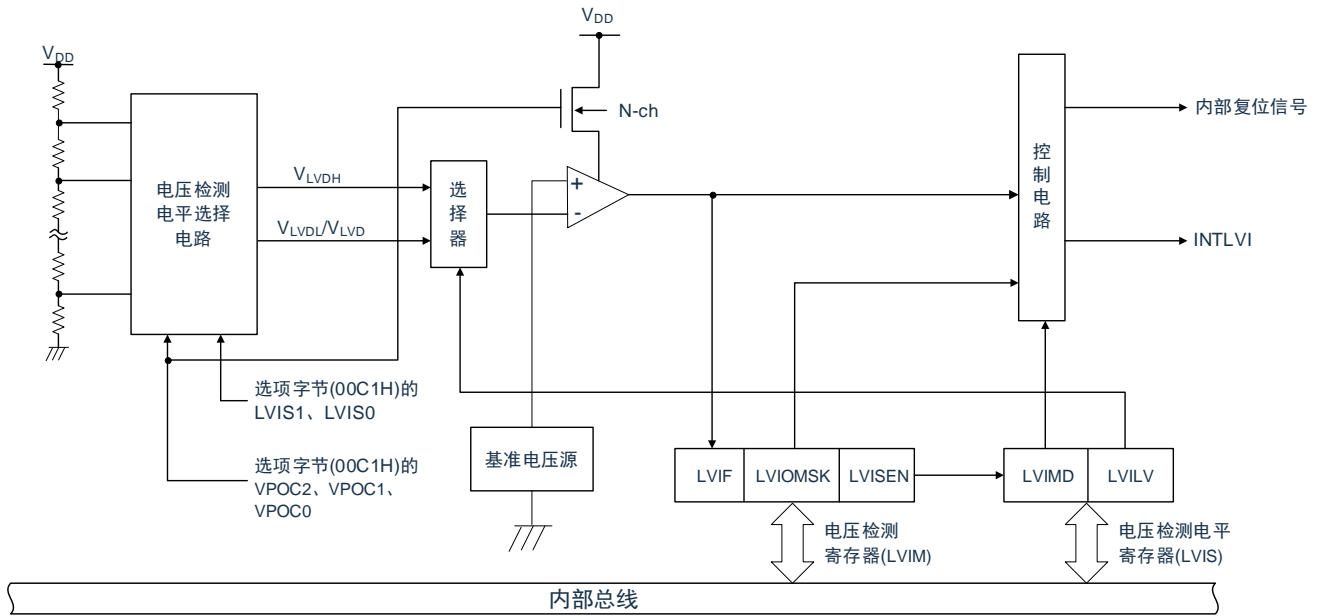 VDD
VDD
N-ch
电压检测
电平选择
电路
VLVDH
VLVDL/VLVD
选
择
器
+
-
控
制
电
路
内部复位信号
INTLVI
选项字节(00C1H)的
LVIS1、LVIS0
选项字节(00C1H)的
VPOC2、VPOC1、
VPOC0
基准电压源
LVIF
LVIOMSK
LVISEN
LVIMD
LVILV
电压检测
寄存器(LVIM)
电压检测电平
寄存器(LVIS)
内部总线